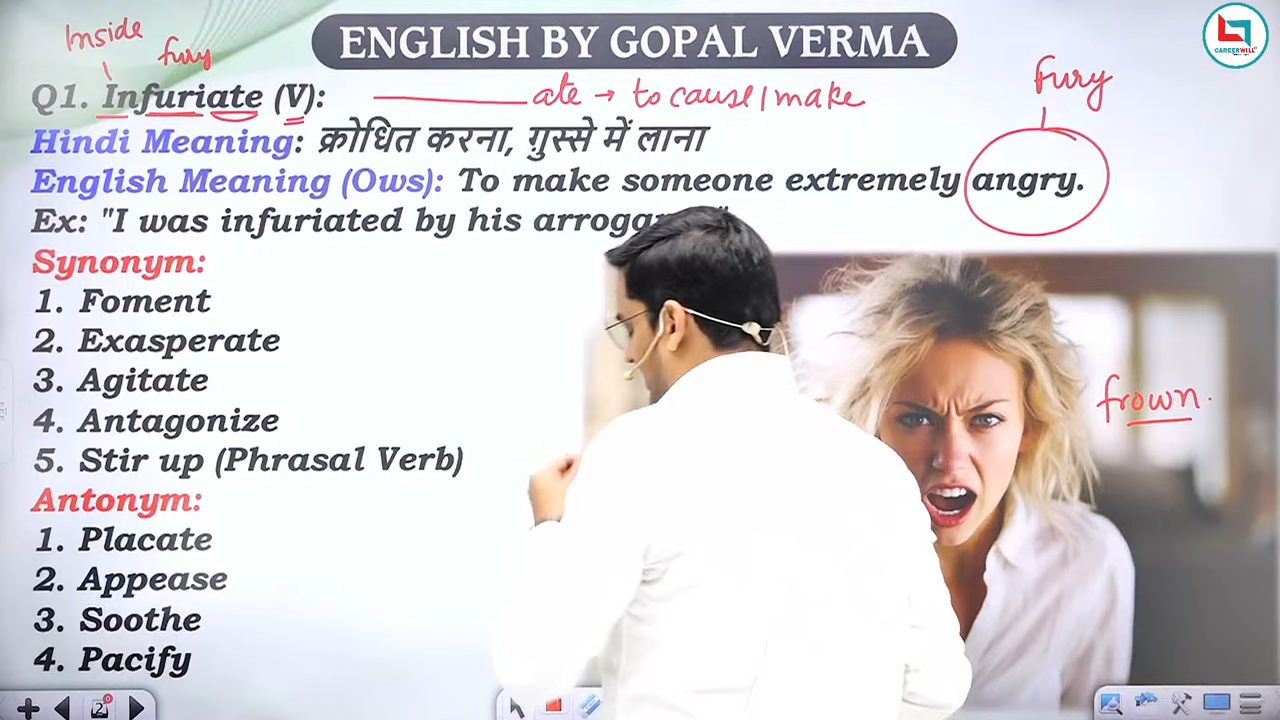 ENGLISH BY GOPAL VERMA
CAREERWILL
Inside
fury
Q1. Infuriate (V):
ate → to cause / make
fury
Hindi Meaning: क्रोधित करना, ग़ुस्से में लाना
English Meaning (Ows): To make someone extremely angry.
Ex: "I was infuriated by his
Synonym:
1. Foment
2. Exasperate
3. Agitate
4. Antagonize
5. Stir up (Phrasal Verb)
frown.
Antonym:
1. Placate
2. Appease
3. Soothe
4. Pacify
2